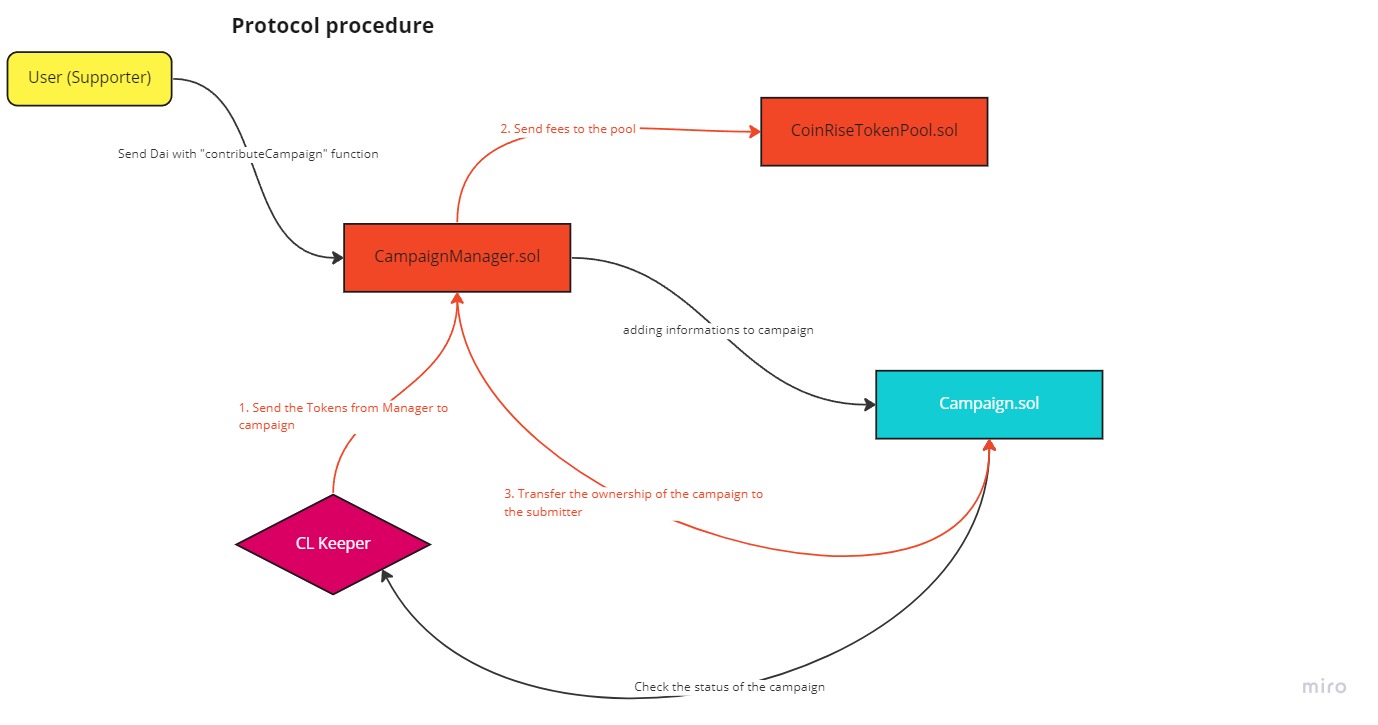 Protocol procedure
User (Supporter)
Send Dai with "contributeCampaign" function
2. Send fees to the pool
CoinRiseTokenPool.sol
CampaignManager.sol
adding informations to campaign
Campaign.sol
1. Send the Tokens from Manager to
campaign
3. Transfer the ownership of the campaign to
the submitter
CL Keeper
Check the status of the campaign
miro